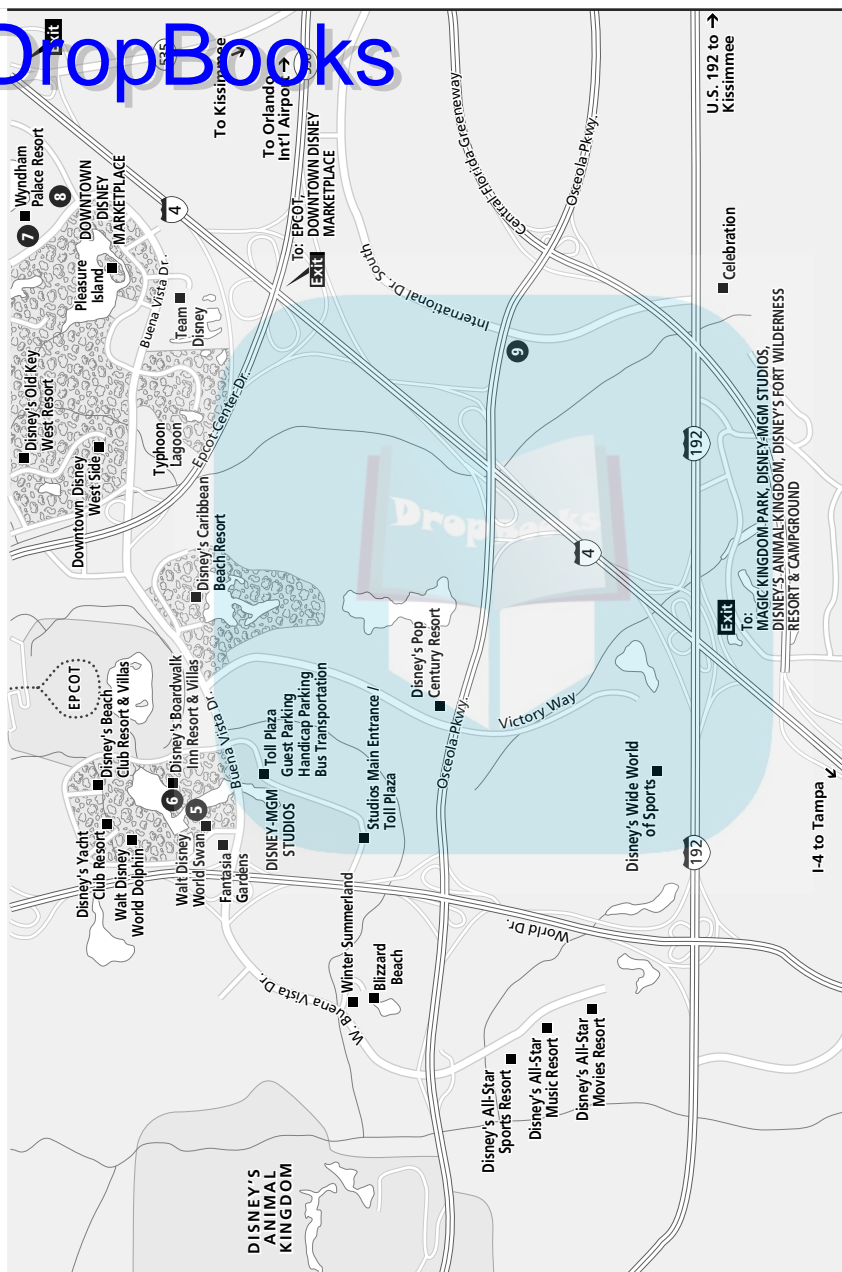 DropBooks
Exit
535
To Kissimmee
To Orlando
Int'l Airport
U.S. 192 to
Kissimmee
Wyndham
Palace Resort
7
8
DOWNTOWN
DISNEY
MARKETPLACE
Pleasure
Island
4
To: EPCOT,
DOWNTOWN DISNEY
MARKETPLACE
Exit
Central Florida Greeneway
Osceola Pkwy.
Celebration
Buena Vista Dr.
Team
Disney
International Dr. South
9
Disney's Old Key
West Resort
Downtown Disney
West Side
Typhoon
Lagoon
Epcot Center Dr.
192
DropBooks
4
Exit
To:
MAGIC KINGDOM PARK, DISNEY-MGM STUDIOS,
DISNEY'S ANIMAL KINGDOM, DISNEY'S FORT WILDERNESS
RESORT & CAMPGROUND
Disney's Caribbean
Beach Resort
EPCOT
Disney's Beach
Club Resort & Villas
Disney's Boardwalk
Inn Resort & Villas
6
5
Buena Vista Dr.
Toll Plaza
Guest Parking
Handicap Parking
Bus Transportation
DISNEY-MGM
STUDIOS
Studios Main Entrance /
Toll Plaza
Disney's Pop
Century Resort
Osceola Pkwy.
Victory Way
Disney's Wide World
of Sports
192
I-4 to Tampa
Disney's Yacht
Club Resort
Walt Disney
World Dolphin
Walt Disney
World Swan
Fantasia
Gardens
Winter Summerland
Blizzard
Beach
W. Buena Vista Dr.
World Dr.
Disney's All-Star
Sports Resort
Disney's All-Star
Music Resort
Disney's All-Star
Movies Resort
DISNEY'S
ANIMAL
KINGDOM